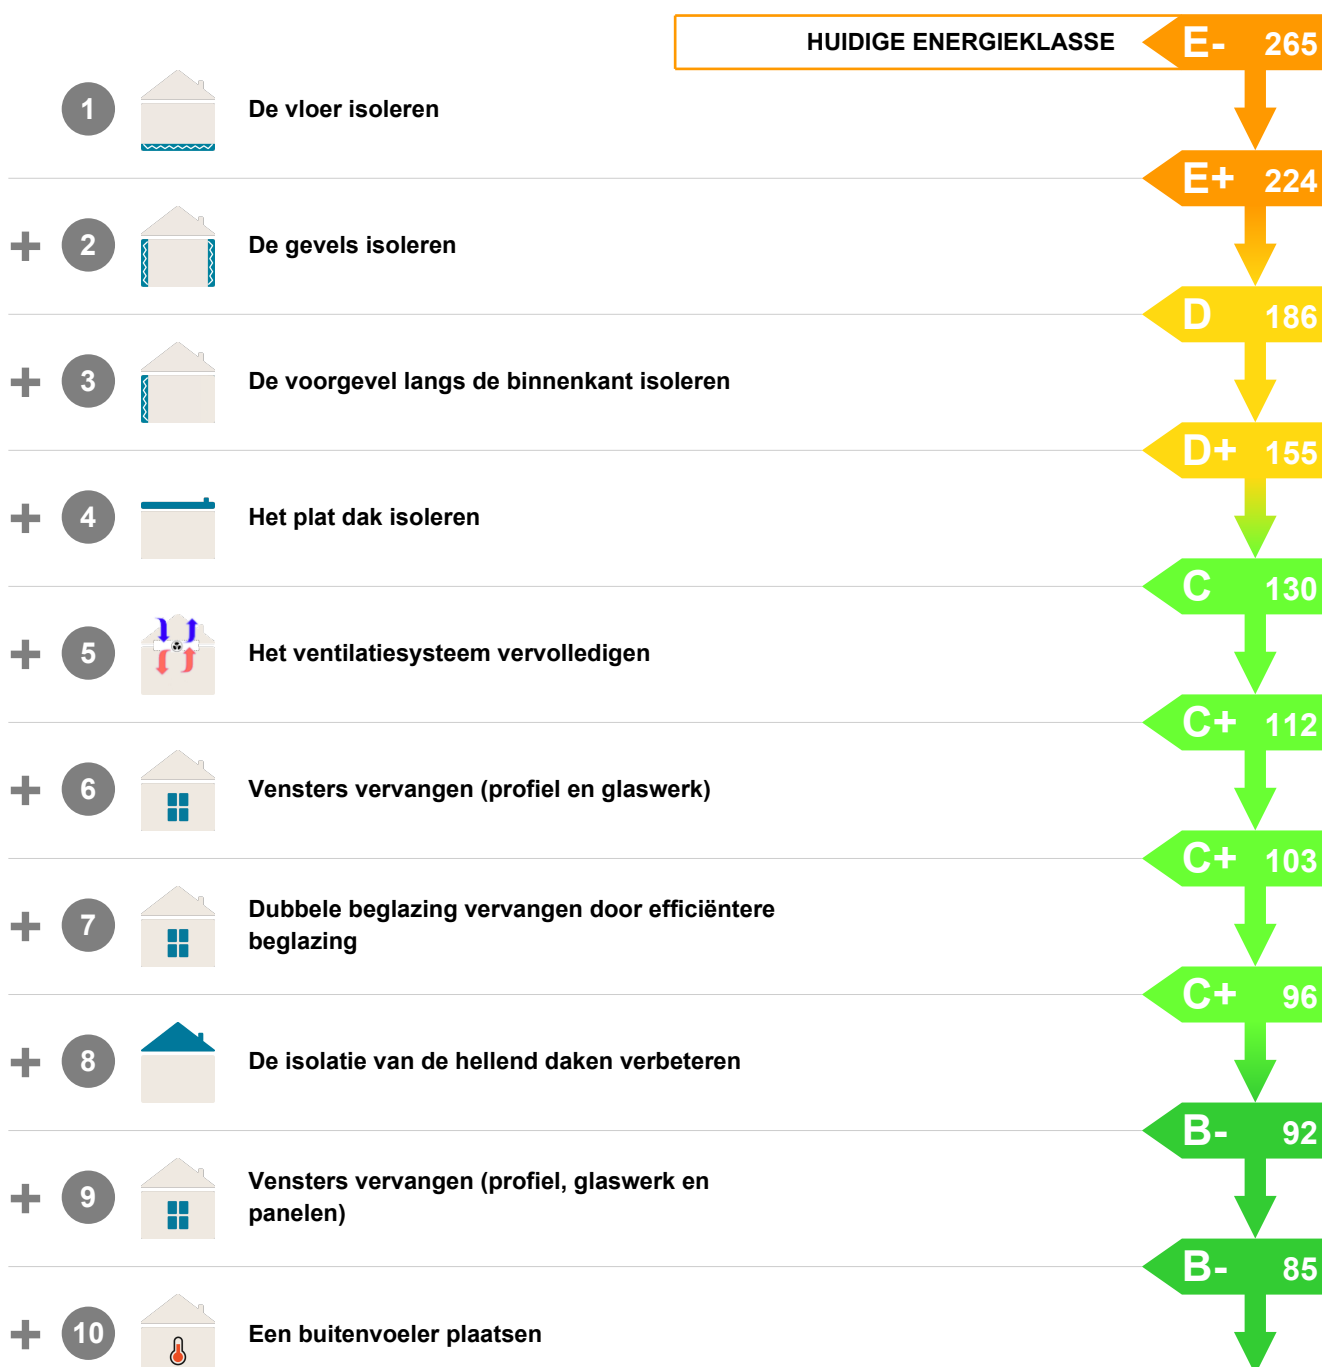 HUIDIGE ENERGIEKLASSE E- 265
1 De vloer isoleren
E+ 224
+ 2 De gevels isoleren
D 186
+ 3 De voorgevel langs de binnenkant isoleren
D+ 155
+ 4 Het plat dak isoleren
C 130
+ 5 Het ventilatiesysteem vervolledigen
C+ 112
+ 6 Vensters vervangen (profiel en glaswerk)
C+ 103
+ 7 Dubbele beglazing vervangen door efficiëntere
beglazing
C+ 96
+ 8 De isolatie van de hellend daken verbeteren
B- 92
+ 9 Vensters vervangen (profiel, glaswerk en
panelen)
B- 85
+ 10 Een buitenvoeler plaatsen